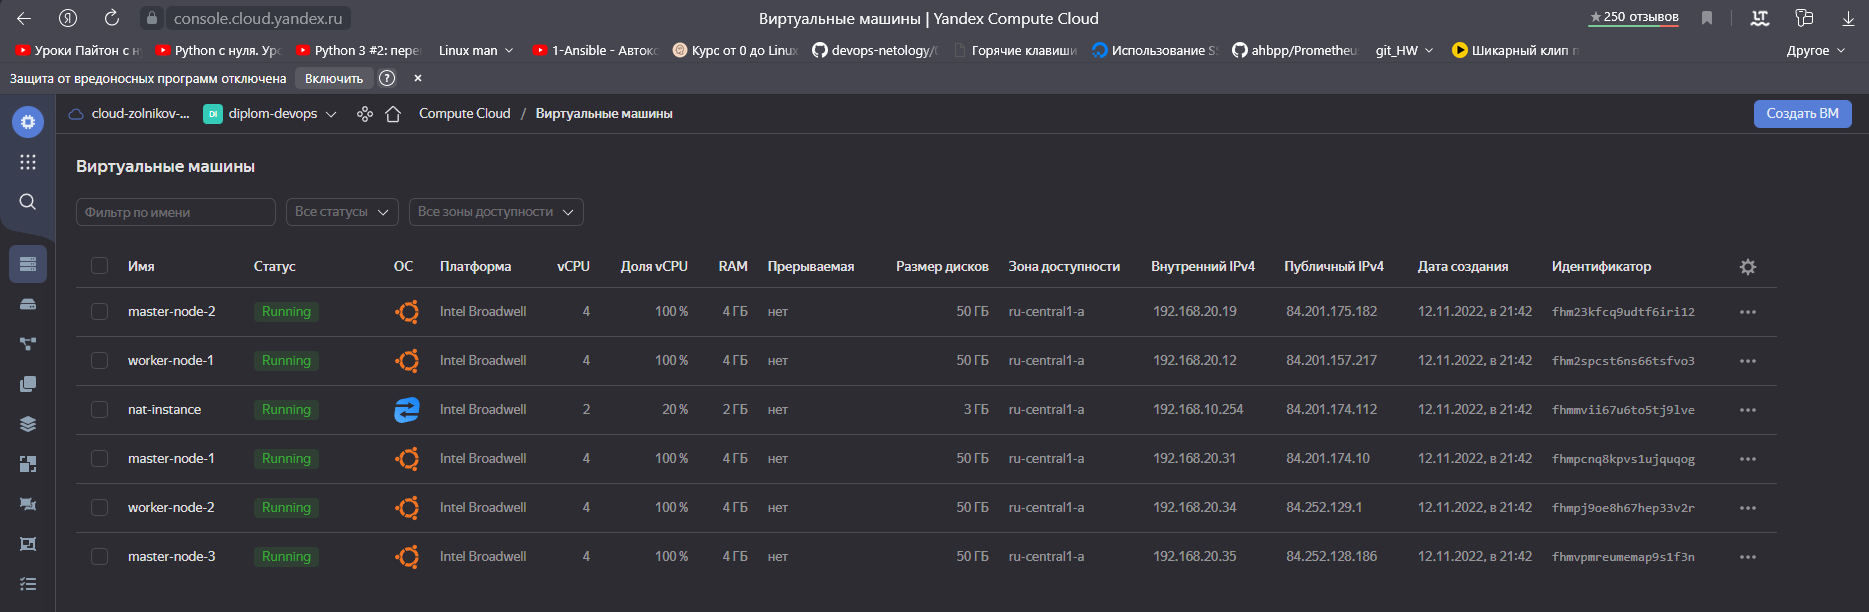 console.cloud.yandex.ru Виртуальные машины | Yandex Compute Cloud 250 отзывов
Уроки Пайтон с ну Python с нуля. Уро Python 3 #2: перем Linux man 1-Ansible - Автокс Курс от 0 до Linux devops-netology/ Горячие клавиши Использование SS ahbpp/Prometheus git_HW Шикарный клип п Другое
Защита от вредоносных программ отключена Включить ?
cloud-zolnikov-... DI diplom-devops Compute Cloud / Виртуальные машины Создать ВМ
Виртуальные машины
Фильтр по имени Все статусы Все зоны доступности
Имя Статус ОС Платформа vCPU Доля vCPU RAM Прерываемая Размер дисков Зона доступности Внутренний IPv4 Публичный IPv4 Дата создания Идентификатор
master-node-2 Running Intel Broadwell 4 100 % 4 ГБ нет 50 ГБ ru-central1-a 192.168.20.19 84.201.175.182 12.11.2022, в 21:42 fhm23kfcq9udtf6iri12
worker-node-1 Running Intel Broadwell 4 100 % 4 ГБ нет 50 ГБ ru-central1-a 192.168.20.12 84.201.157.217 12.11.2022, в 21:42 fhm2spcst6ns66tsfvo3
nat-instance Running Intel Broadwell 2 20 % 2 ГБ нет 3 ГБ ru-central1-a 192.168.10.254 84.201.174.112 12.11.2022, в 21:42 fhmmvii67u6to5tj9lve
master-node-1 Running Intel Broadwell 4 100 % 4 ГБ нет 50 ГБ ru-central1-a 192.168.20.31 84.201.174.10 12.11.2022, в 21:42 fhmpcnq8kpvs1ujquqog
worker-node-2 Running Intel Broadwell 4 100 % 4 ГБ нет 50 ГБ ru-central1-a 192.168.20.34 84.252.129.1 12.11.2022, в 21:42 fhmpj9oe8h67hep33v2r
master-node-3 Running Intel Broadwell 4 100 % 4 ГБ нет 50 ГБ ru-central1-a 192.168.20.35 84.252.128.186 12.11.2022, в 21:42 fhmvpmreumemap9s1f3n